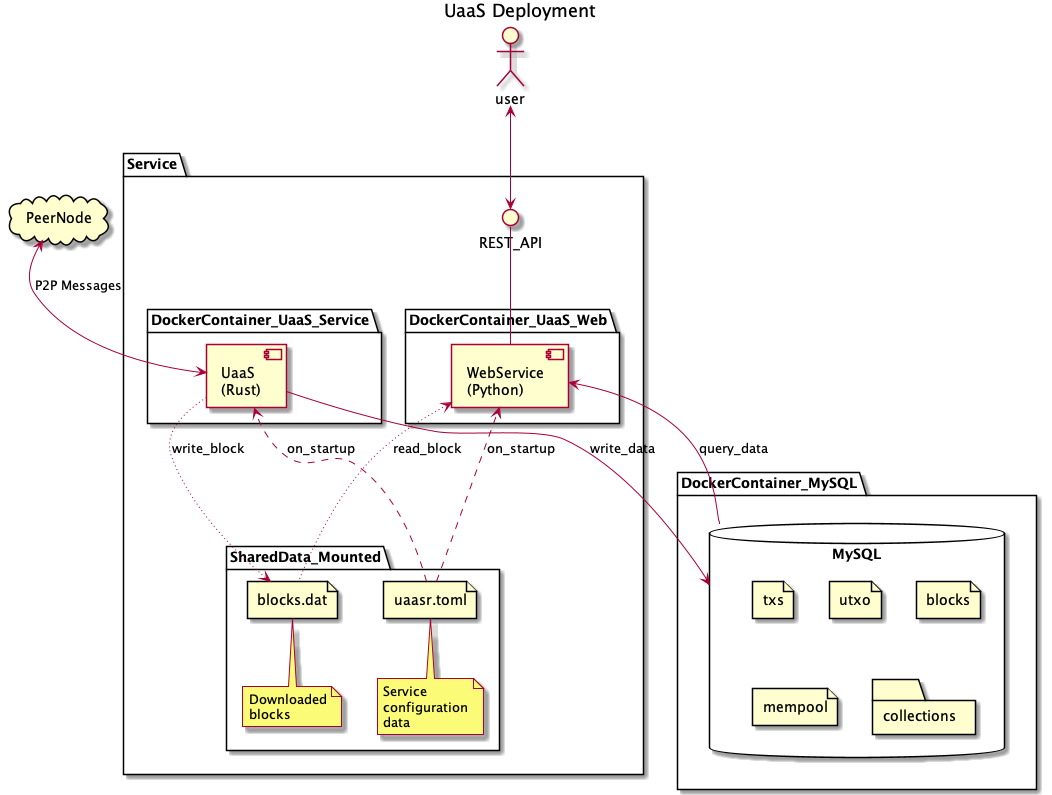 UaaS Deployment
user
Service
PeerNode
REST_API
P2P Messages
DockerContainer_UaaS_Service
DockerContainer_UaaS_Web
UaaS
(Rust)
WebService
(Python)
write_block
on_startup
read_block
on_startup
write_data
query_data
DockerContainer_MySQL
SharedData_Mounted
MySQL
blocks.dat
uaasr.toml
txs
utxo
blocks
Downloaded
blocks
Service
configuration
data
mempool
collections